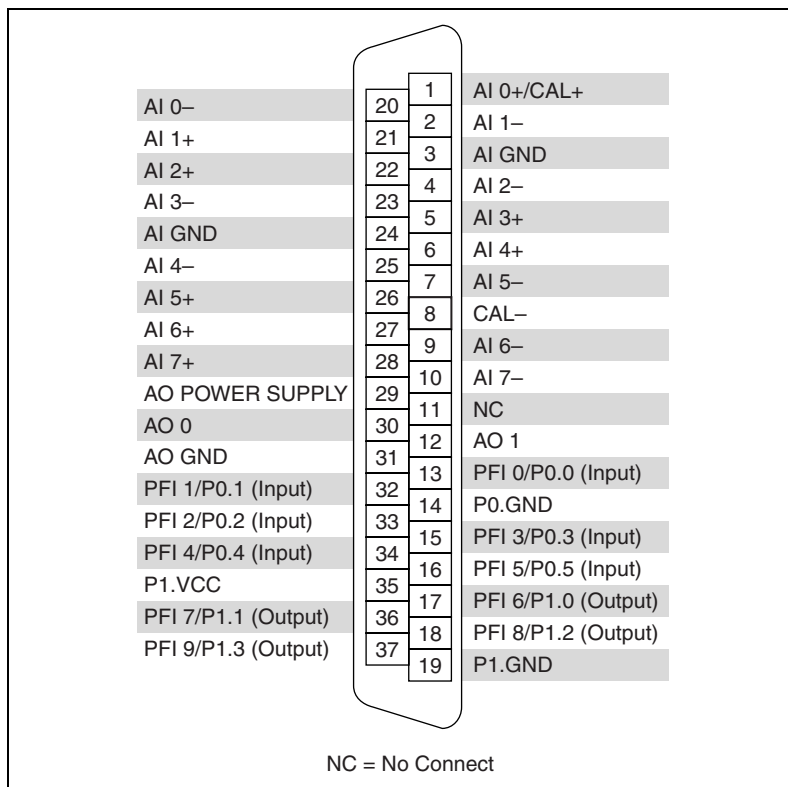 AI 0–
AI 1+
AI 2+
AI 3–
AI GND
AI 4–
AI 5+
AI 6+
AI 7+
AO POWER SUPPLY
AO 0
AO GND
PFI 1/P0.1 (Input)
PFI 2/P0.2 (Input)
PFI 4/P0.4 (Input)
P1.VCC
PFI 7/P1.1 (Output)
PFI 9/P1.3 (Output)
20
21
22
23
24
25
26
27
28
29
30
31
32
33
34
35
36
37
1
2
3
4
5
6
7
8
9
10
11
12
13
14
15
16
17
18
19
AI 0+/CAL+
AI 1–
AI GND
AI 2–
AI 3+
AI 4+
AI 5–
CAL–
AI 6–
AI 7–
NC
AO 1
PFI 0/P0.0 (Input)
P0.GND
PFI 3/P0.3 (Input)
PFI 5/P0.5 (Input)
PFI 6/P1.0 (Output)
PFI 8/P1.2 (Output)
P1.GND
NC = No Connect